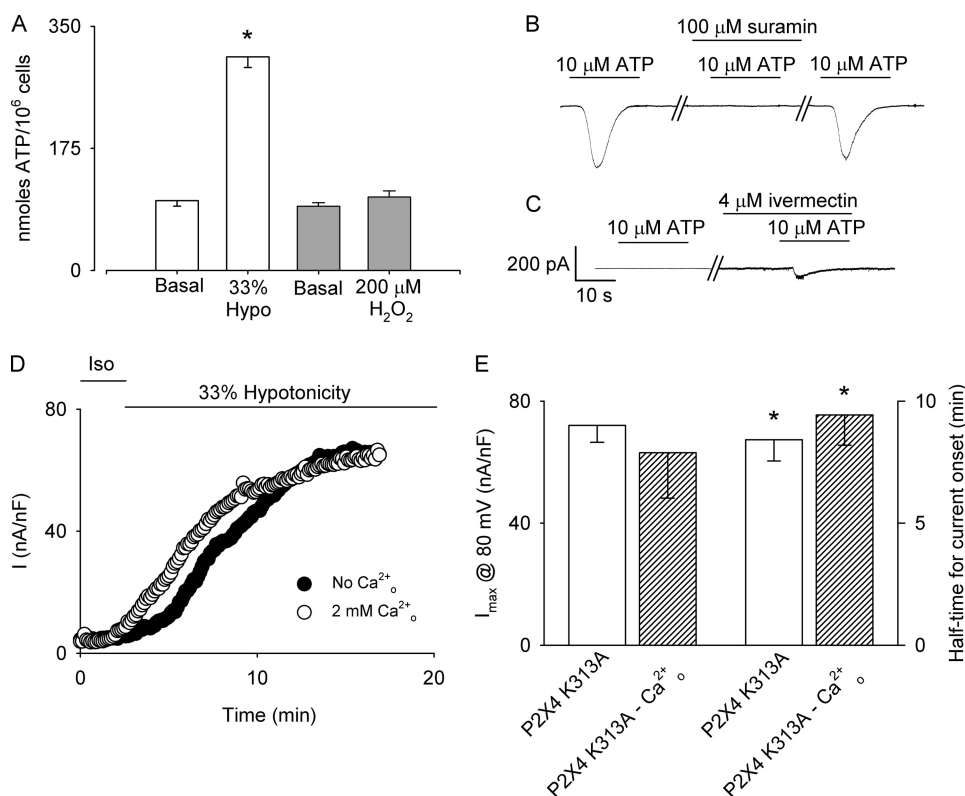 A
350
175
0
nmoles ATP/10⁶ cells
*
Basal
33%
Hypo
Basal
200 μM
H₂O₂
B
100 μM suramin
10 μM ATP
10 μM ATP
10 μM ATP
C
4 μM ivermectin
10 μM ATP
10 μM ATP
200 pA
10 s
D
Iso
33% Hypotonicity
80
40
0
I (nA/nF)
No Ca²⁺ₒ
2 mM Ca²⁺ₒ
0
10
20
Time (min)
E
80
40
0
Iₘₐₓ @ 80 mV (nA/nF)
*
*
10
5
0
Half-time for current onset (min)
P2X4 K313A
P2X4 K313A - Ca²⁺ₒ
P2X4 K313A
P2X4 K313A - Ca²⁺ₒ